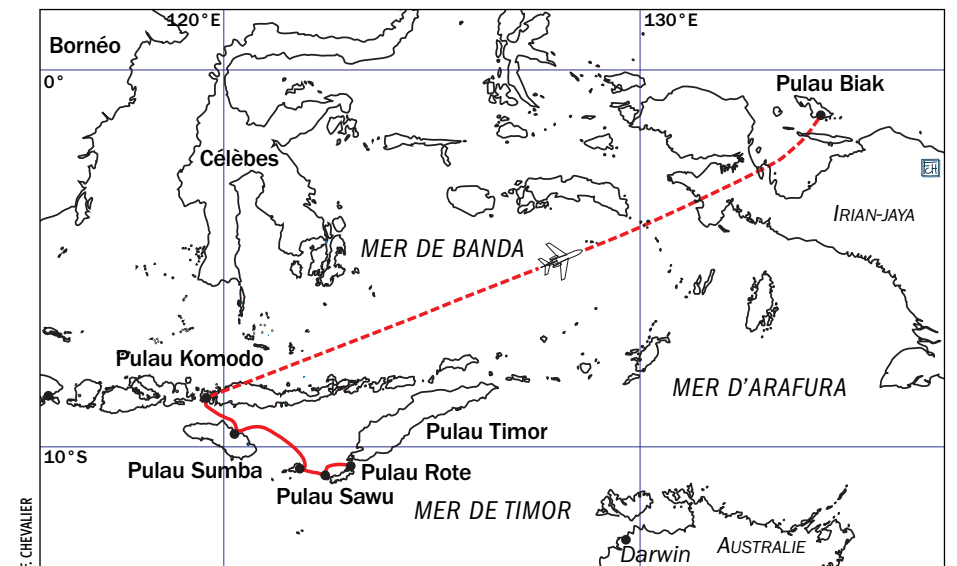 120°E
130°E
Bornéo
0°
Pulau Biak
Célèbes
IRIAN-JAYA
MER DE BANDA
Pulau Komodo
MER D'ARAFURA
Pulau Timor
10°S
Pulau Sumba
Pulau Rote
Pulau Sawu
MER DE TIMOR
AUSTRALIE
Darwin
CHEVALIER